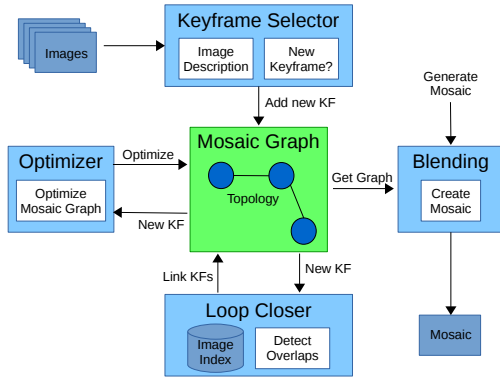 Keyframe Selector
Images
Image
Description
New
Keyframe?
Generate
Mosaic
Add new KF
Optimizer
Optimize
Mosaic Graph
Optimize
New KF
Mosaic Graph
Topology
Get Graph
Blending
Create
Mosaic
Link KFs
New KF
Loop Closer
Image
Index
Detect
Overlaps
Mosaic